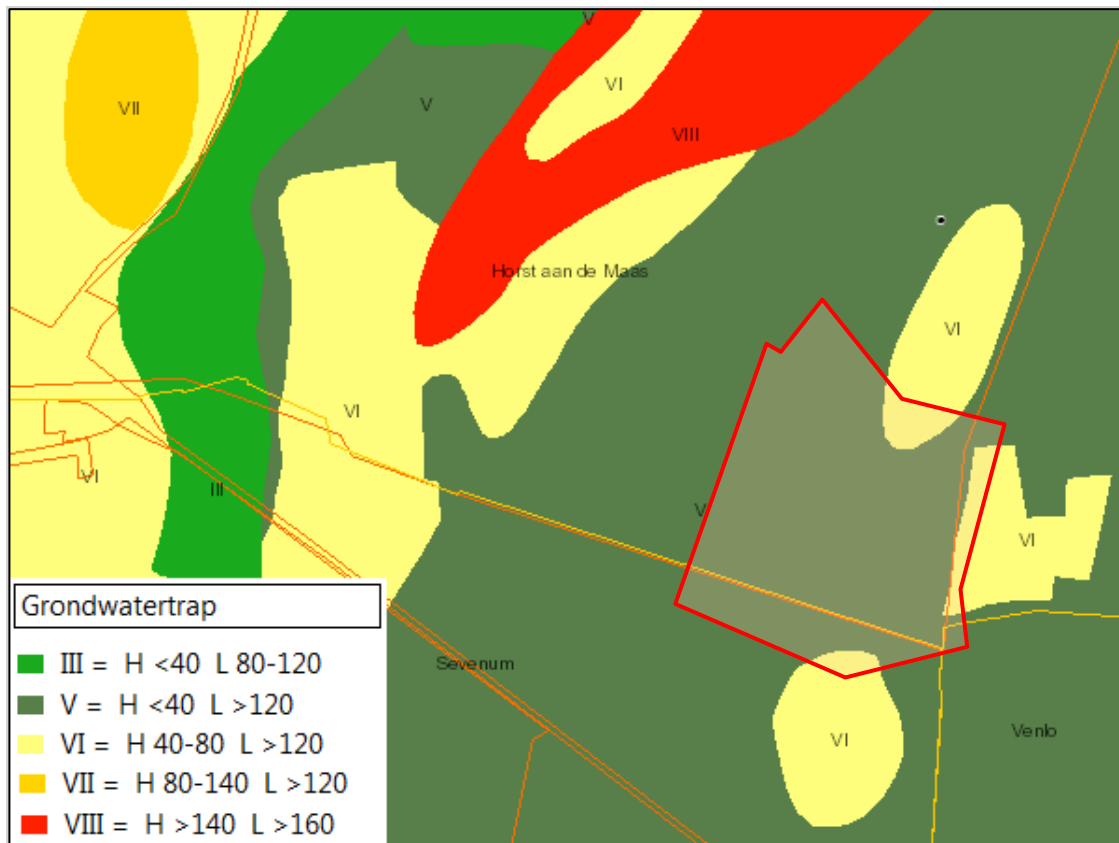 V
VI
VII
V
VIII
Horst aan de Maas
VI
VI
VI
III
V
VI
Grondwatertrap
III = H <40 L 80-120
V = H <40 L >120
VI = H 40-80 L >120
VII = H 80-140 L >120
VIII = H >140 L >160
Sevenum
VI
Venlo